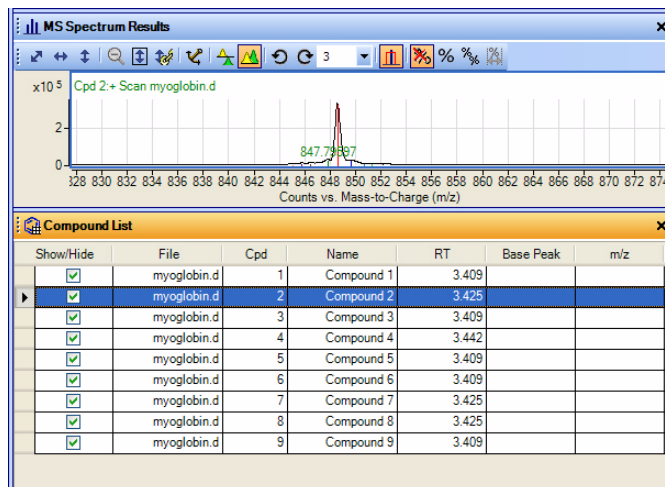 MS Spectrum Results
3
x10 5 Cpd 2:+ Scan myoglobin.d
2
847.79697
0
828 830 832 834 836 838 840 842 844 846 848 850 852 854 856 858 860 862 864 866 868 870 872 874
Counts vs. Mass-to-Charge (m/z)
Compound List
Show/Hide File Cpd Name RT Base Peak m/z
myoglobin.d 1 Compound 1 3.409
myoglobin.d 2 Compound 2 3.425
myoglobin.d 3 Compound 3 3.409
myoglobin.d 4 Compound 4 3.442
myoglobin.d 5 Compound 5 3.409
myoglobin.d 6 Compound 6 3.409
myoglobin.d 7 Compound 7 3.425
myoglobin.d 8 Compound 8 3.425
myoglobin.d 9 Compound 9 3.409